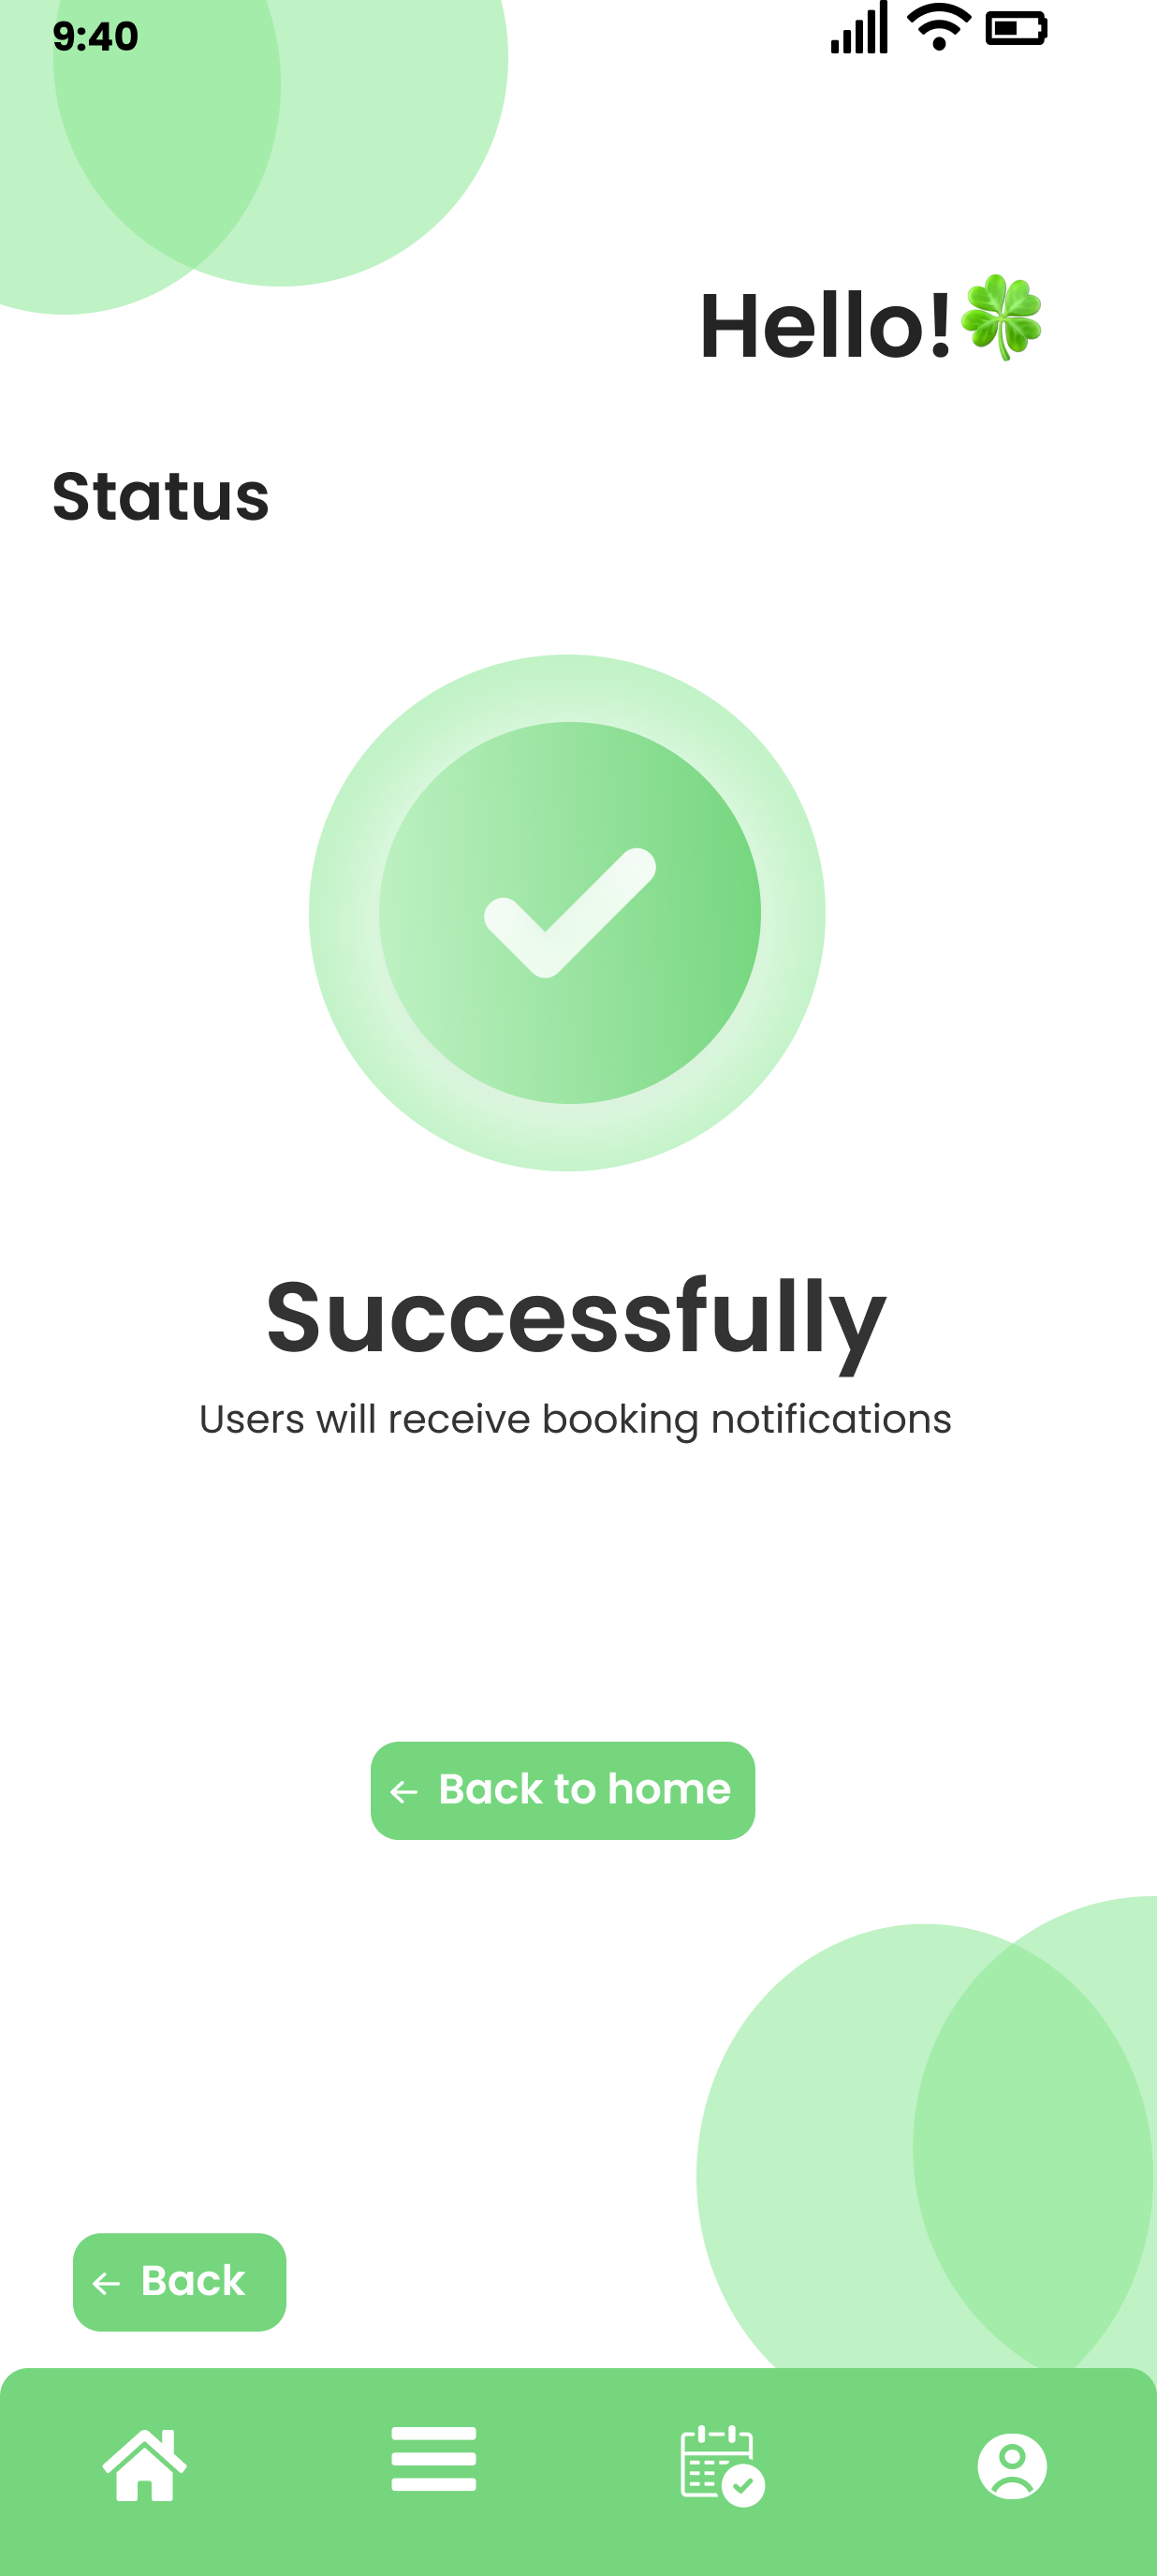 9:40
Hello!🍀
Status
Successfully
Users will receive booking notifications
← Back to home
← Back